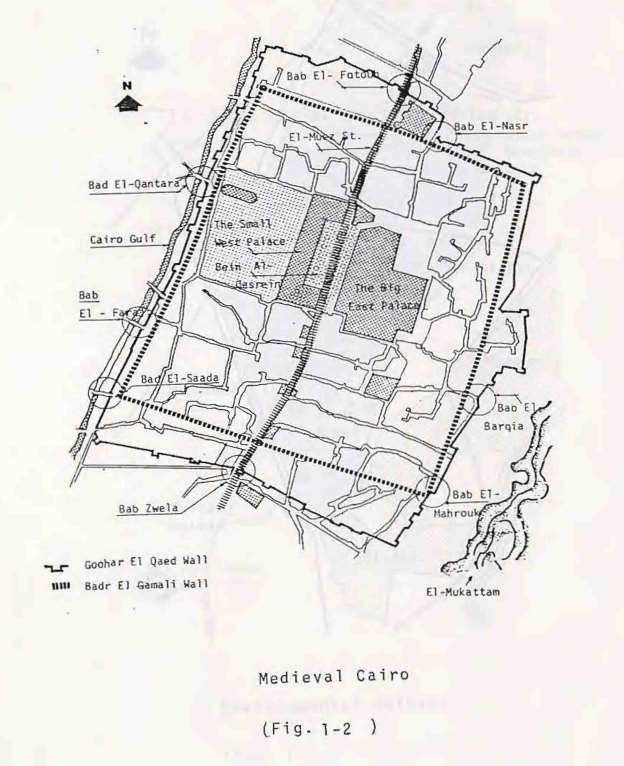 Bab El- Fatouh
N
El-Muez St.
Bab El-Nasr
Bad El-Qantara
The Small
West Palace
Cairo Gulf
Bein Al-
Qasrein
The Big
East Palace
Bab
El - Fara
Bad El-Saada
Bab El-
Barqia
Bab El-
Mahrouk
Bab Zwela
Goohar El Qaed Wall
Badr El Gamali Wall
El-Mukattam
Medieval Cairo
(Fig. 1-2 )